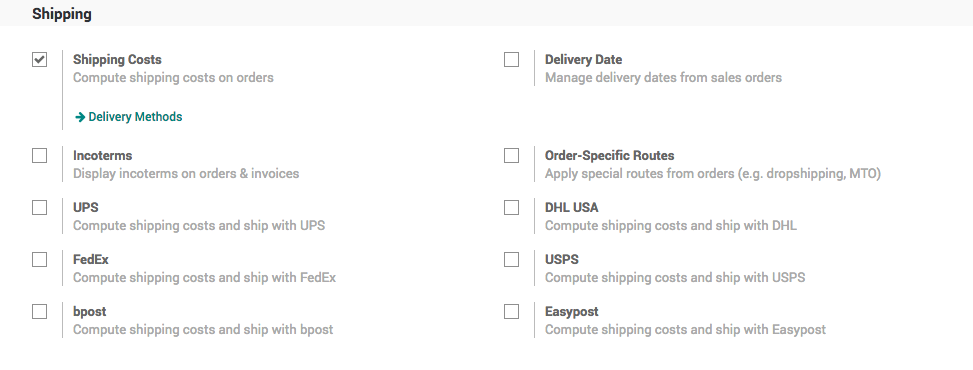 Shipping
Shipping Costs
Compute shipping costs on orders
Delivery Methods
Delivery Date
Manage delivery dates from sales orders
Incoterms
Display incoterms on orders & invoices
Order-Specific Routes
Apply special routes from orders (e.g. dropshipping, MTO)
UPS
Compute shipping costs and ship with UPS
DHL USA
Compute shipping costs and ship with DHL
FedEx
Compute shipping costs and ship with FedEx
USPS
Compute shipping costs and ship with USPS
bpost
Compute shipping costs and ship with bpost
Easypost
Compute shipping costs and ship with Easypost